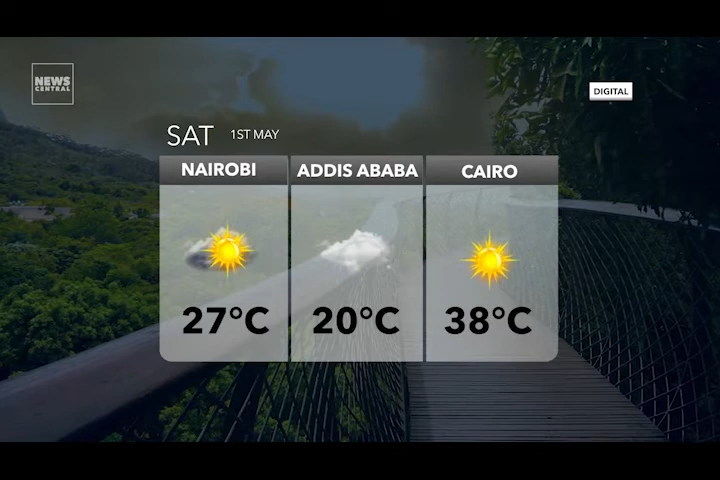 NEWS
CENTRAL
DIGITAL
SAT 1ST MAY
NAIROBI ADDIS ABABA CAIRO
27°C 20°C 38°C